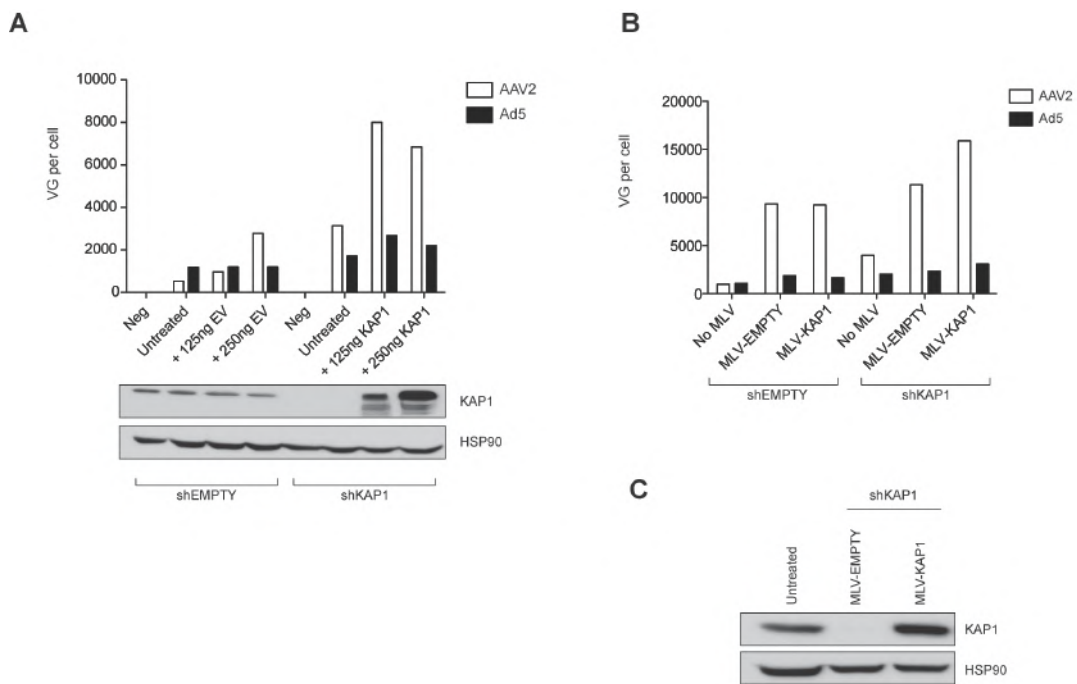 A
10000
8000
6000
4000
2000
0
VG per cell
AAV2
Ad5
Neg
Untreated
+ 125ng EV
+ 250ng EV
Neg
Untreated
+ 125ng KAP1
+ 250ng KAP1
KAP1
HSP90
shEMPTY
shKAP1
B
20000
15000
10000
5000
0
VG per cell
AAV2
Ad5
No MLV
MLV-EMPTY
MLV-KAP1
No MLV
MLV-EMPTY
MLV-KAP1
shEMPTY
shKAP1
C
shKAP1
Untreated
MLV-EMPTY
MLV-KAP1
KAP1
HSP90